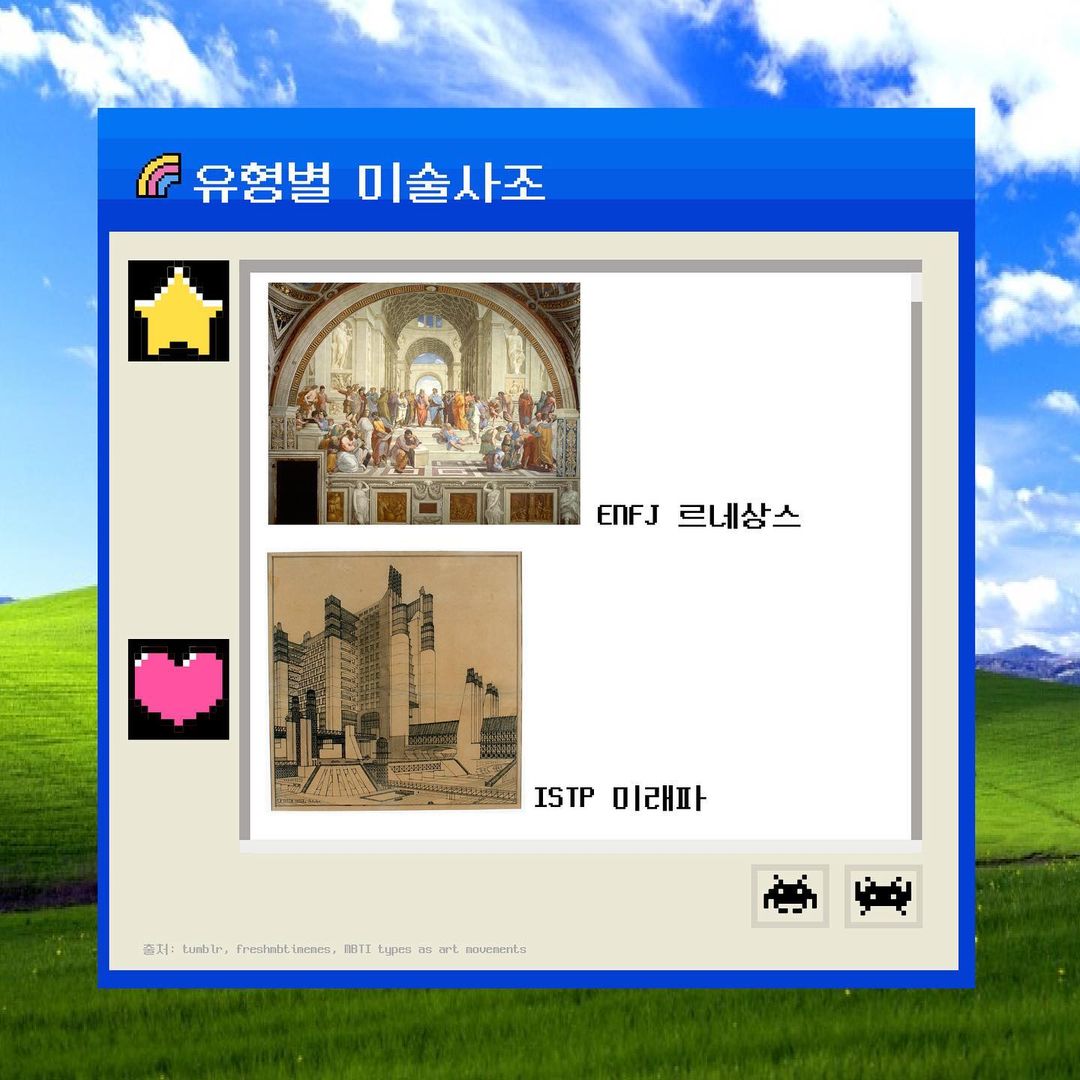 유형별 미술사조
ENFJ 르네상스
ISTP 미래파
출처: tumblr, freshmbtimemes, MBTI types as art movements